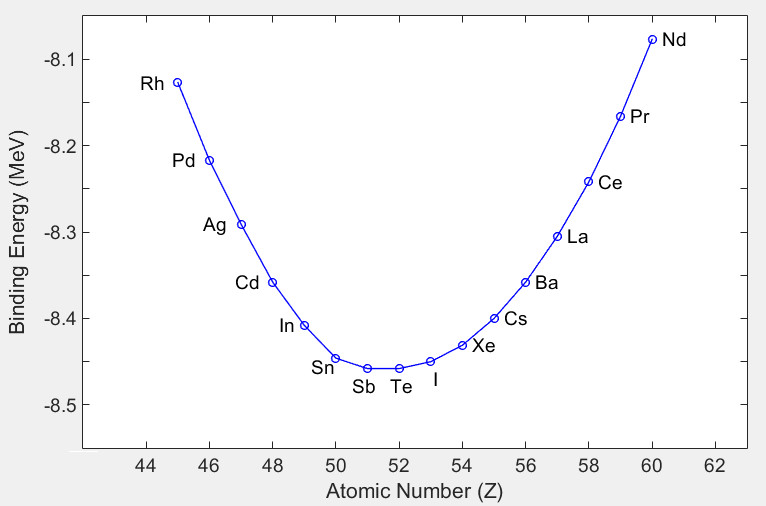 -8.1
-8.2
-8.3
-8.4
-8.5
Binding Energy (MeV)
Rh
Pd
Ag
Cd
In
Sn
Sb
Te
I
Xe
Cs
Ba
La
Ce
Pr
Nd
44 46 48 50 52 54 56 58 60 62
Atomic Number (Z)